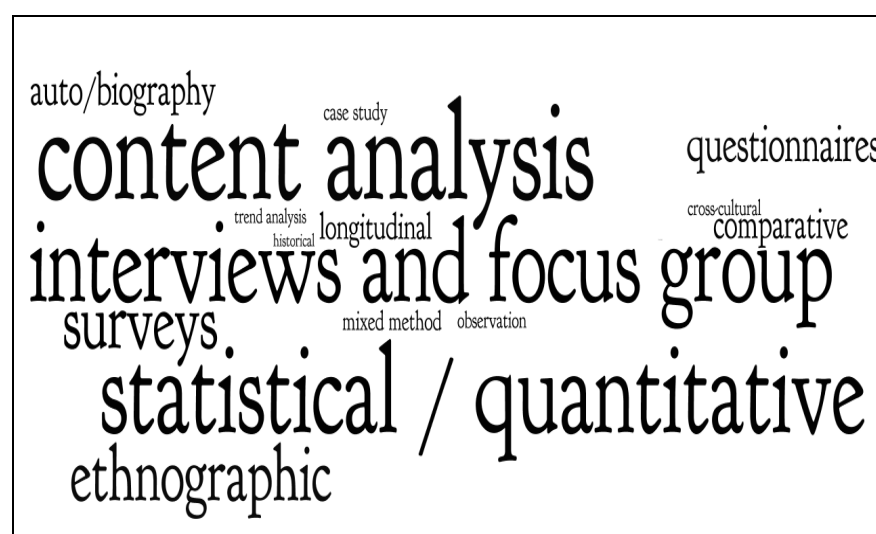 auto/biography
case study
content analysis
questionnaires
trend analysis
longitudinal
cross-cultural
comparative
historical
interviews and focus group
surveys
mixed method
observation
statistical / quantitative
ethnographic